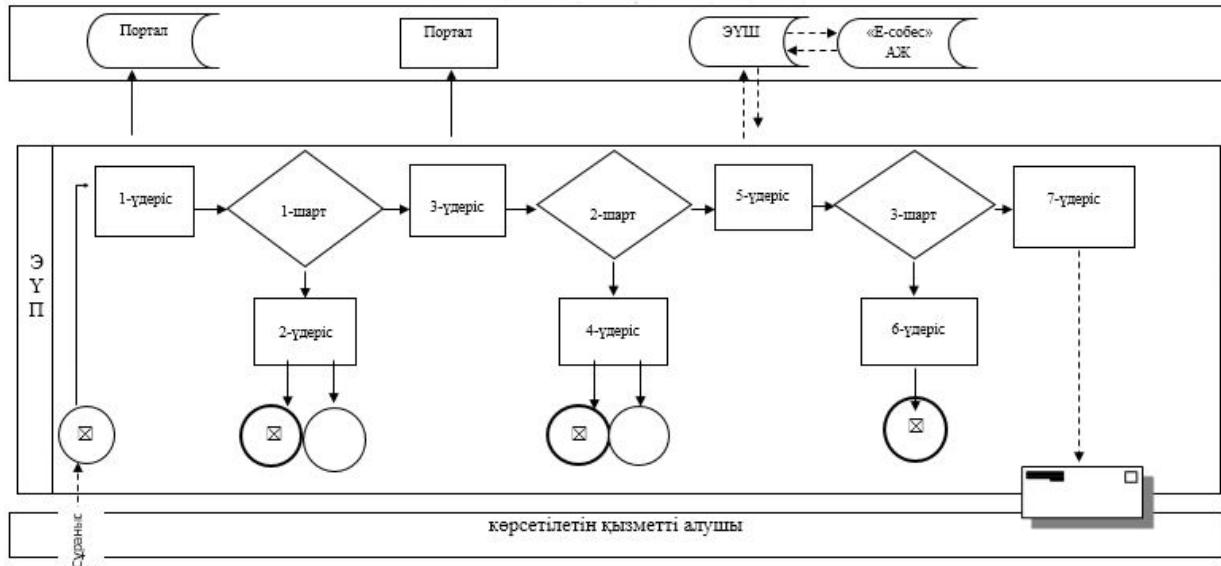 Портал
Портал
ЭҮШ
«Е-собес»
АЖ
1-үдеріс
1-шарт
3-үдеріс
2-шарт
5-үдеріс
3-шарт
7-үдеріс
Э
Ү
П
2-үдеріс
4-үдеріс
6-үдеріс
Сұраныс
көрсетілетін қызметті алушы